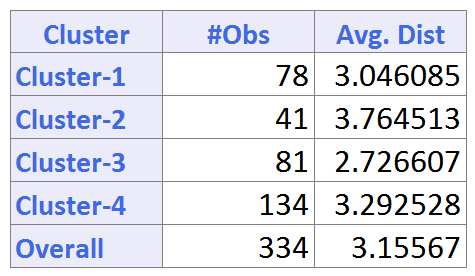 Cluster #Obs Avg. Dist
Cluster-1 78 3.046085
Cluster-2 41 3.764513
Cluster-3 81 2.726607
Cluster-4 134 3.292528
Overall 334 3.15567